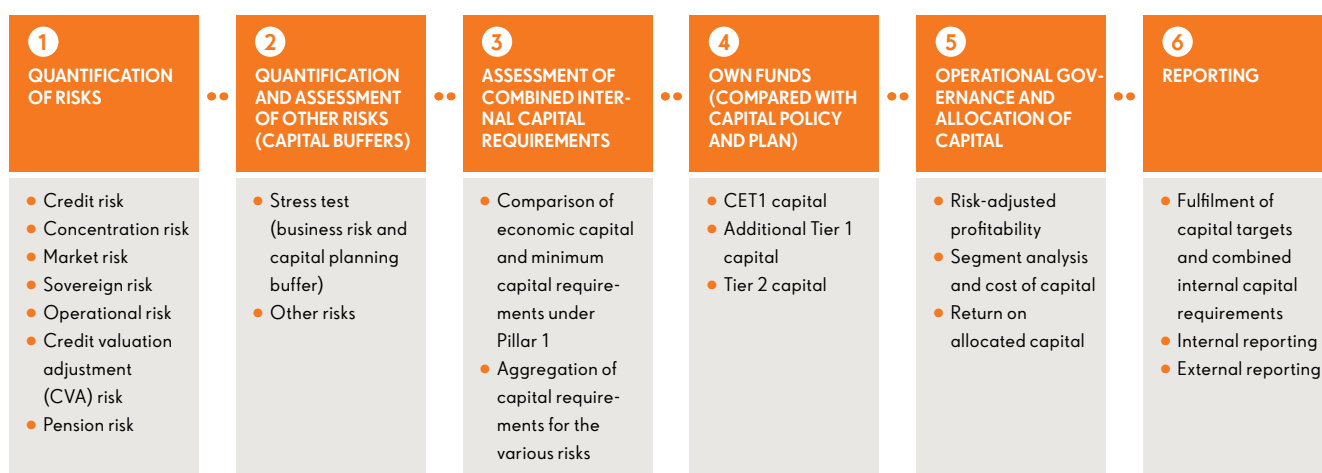 1
QUANTIFICATION
OF RISKS
• Credit risk
• Concentration risk
• Market risk
• Sovereign risk
• Operational risk
• Credit valuation
adjustment
(CVA) risk
• Pension risk
2
QUANTIFICATION
AND ASSESSMENT
OF OTHER RISKS
(CAPITAL BUFFERS)
• Stress test
(business risk and
capital planning
buffer)
• Other risks
3
ASSESSMENT OF
COMBINED INTER-
NAL CAPITAL
REQUIREMENTS
• Comparison of
economic capital
and minimum
capital require-
ments under
Pillar 1
• Aggregation of
capital require-
ments for the
various risks
4
OWN FUNDS
(COMPARED WITH
CAPITAL POLICY
AND PLAN)
• CET1 capital
• Additional Tier 1
capital
• Tier 2 capital
5
OPERATIONAL GOV-
ERNANCE AND
ALLOCATION OF
CAPITAL
• Risk-adjusted
profitability
• Segment analysis
and cost of capital
• Return on
allocated capital
6
REPORTING
• Fulfilment of
capital targets
and combined
internal capital
requirements
• Internal reporting
• External reporting